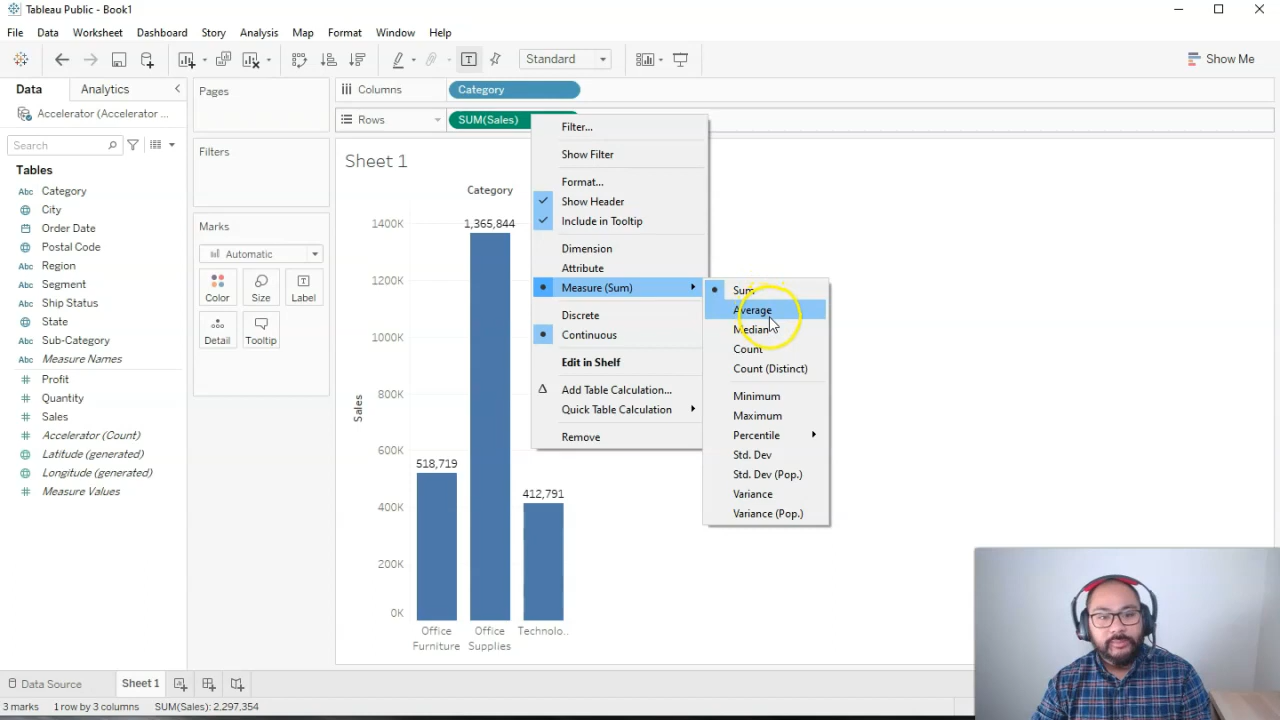 Tableau Public - Book1
File Data Worksheet Dashboard Story Analysis Map Format Window Help
Standard
Show Me
Data Analytics
Accelerator (Accelerator ...
Search
Tables
Abc Category
City
Order Date
Postal Code
Abc Region
Abc Segment
Abc Ship Status
State
Abc Sub-Category
Abc Measure Names
# Profit
# Quantity
# Sales
# Accelerator (Count)
Latitude (generated)
Longitude (generated)
# Measure Values
Pages
Filters
Marks
Automatic
Color Size Label
Detail Tooltip
Columns Category
Rows SUM(Sales)
Sheet 1
Category
Sales
1400K
1200K
1000K
800K
600K
400K
200K
0K
518,719
1,365,844
412,791
Office
Furniture
Office
Supplies
Technolo..
Filter...
Show Filter
Format...
Show Header
Include in Tooltip
Dimension
Attribute
Measure (Sum)
Discrete
Continuous
Edit in Shelf
Add Table Calculation...
Quick Table Calculation
Remove
Sum
Average
Median
Count
Count (Distinct)
Minimum
Maximum
Percentile
Std. Dev
Std. Dev (Pop.)
Variance
Variance (Pop.)
Data Source Sheet 1
3 marks 1 row by 3 columns SUM(Sales): 2,297,354